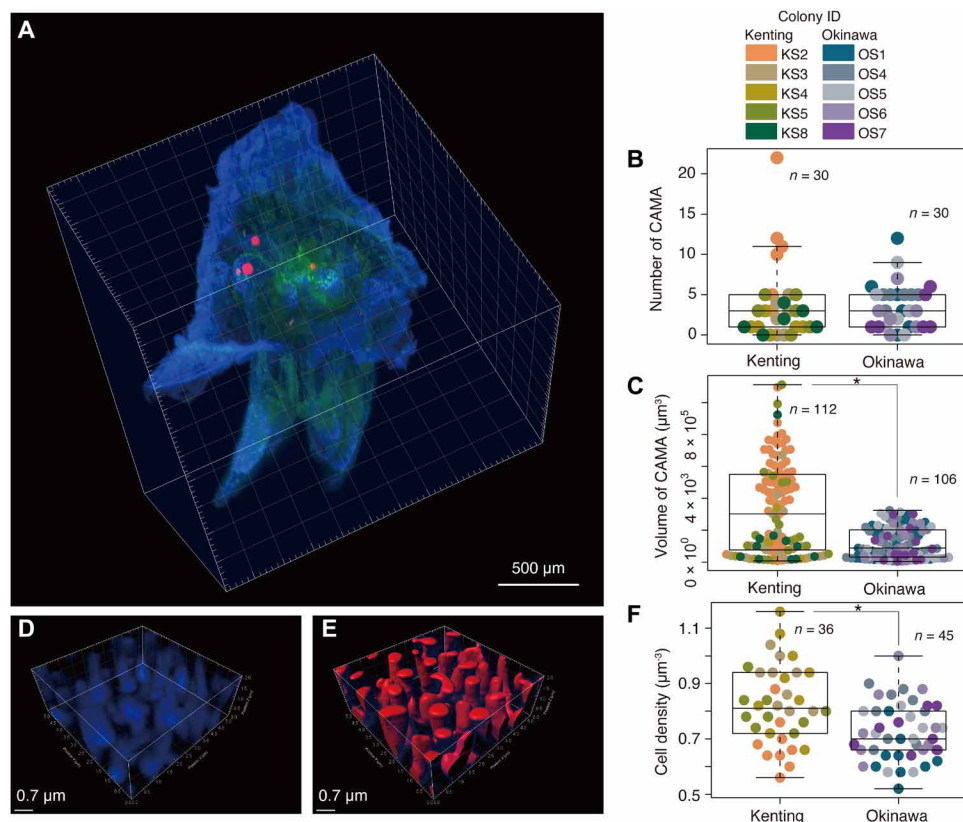 A
500 μm
D
0.7 μm
E
0.7 μm
Colony ID
Kenting Okinawa
KS2 OS1
KS3 OS4
KS4 OS5
KS5 OS6
KS8 OS7
B
Number of CAMA
20
15
10
5
0
n = 30
n = 30
Kenting Okinawa
C
Volume of CAMA (μm³)
8 × 10⁵
4 × 10³
0 × 10⁰
n = 112
*
n = 106
Kenting Okinawa
F
Cell density (μm⁻³)
1.1
0.9
0.7
0.5
n = 36
*
n = 45
Kenting Okinawa